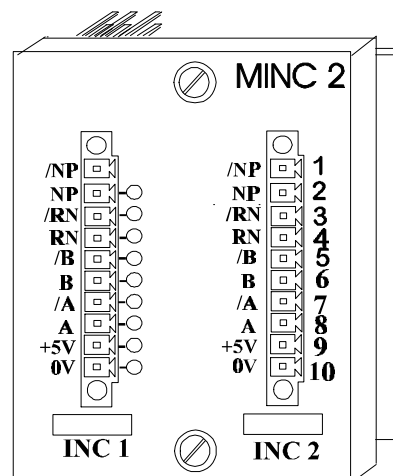 MINC 2
/NP /NP 1
NP NP 2
/RN /RN 3
RN RN 4
/B /B 5
B B 6
/A /A 7
A A 8
+5V +5V 9
0V 0V 10
INC 1 INC 2